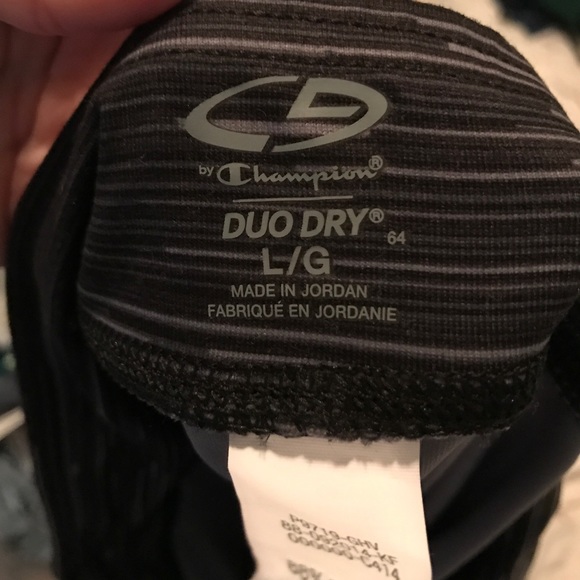 by Champion®
DUO DRY®
64
L/G
MADE IN JORDAN
FABRIQUÉ EN JORDANIE